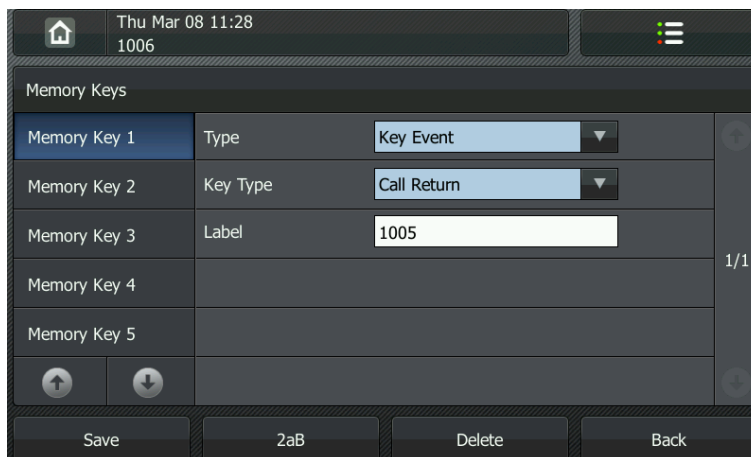 Thu Mar 08 11:28
1006
Memory Keys
Memory Key 1
Type
Key Event
Memory Key 2
Key Type
Call Return
Memory Key 3
Label
1005
1/1
Memory Key 4
Memory Key 5
Save
2aB
Delete
Back